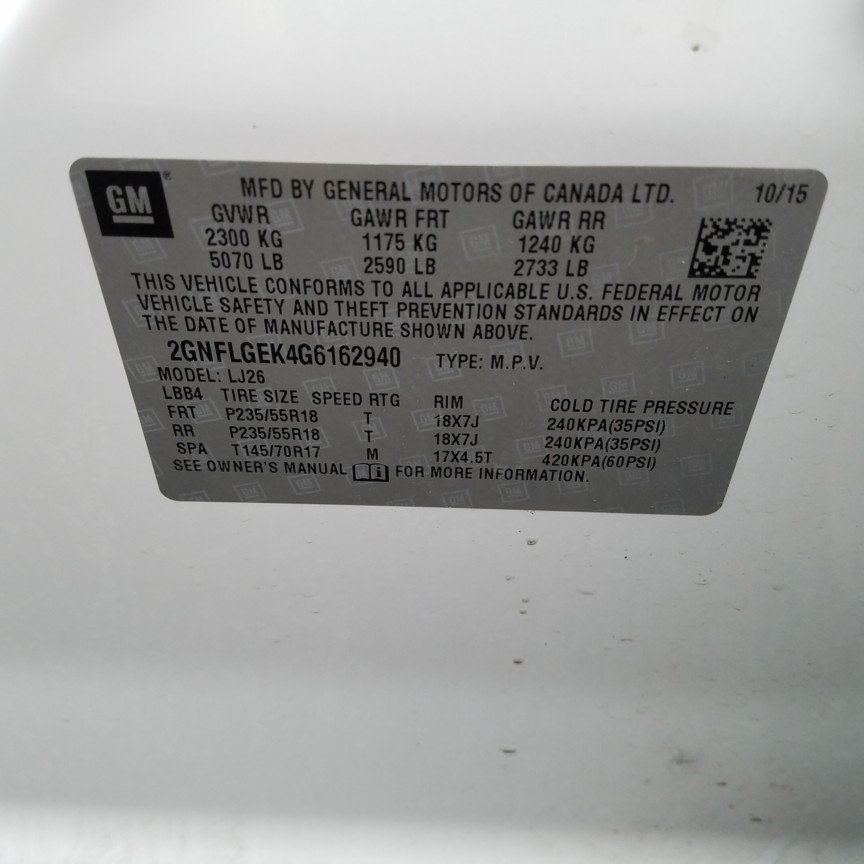 GM ® MFD BY GENERAL MOTORS OF CANADA LTD. 10/15
GVWR GAWR FRT GAWR RR
2300 KG 1175 KG 1240 KG
5070 LB 2590 LB 2733 LB
THIS VEHICLE CONFORMS TO ALL APPLICABLE U.S. FEDERAL MOTOR
VEHICLE SAFETY AND THEFT PREVENTION STANDARDS IN EFFECT ON
THE DATE OF MANUFACTURE SHOWN ABOVE.
2GNFLGEK4G6162940 TYPE: M.P.V.
MODEL: LJ26
LBB4 TIRE SIZE SPEED RTG RIM COLD TIRE PRESSURE
FRT P235/55R18 T 18X7J 240KPA(35PSI)
RR P235/55R18 T 18X7J 240KPA(35PSI)
SPA T145/70R17 M 17X4.5T 420KPA(60PSI)
SEE OWNER'S MANUAL FOR MORE INFORMATION.